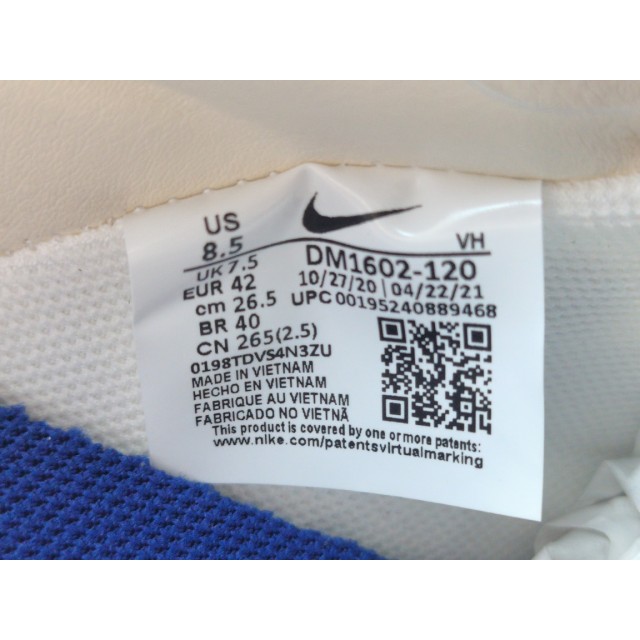 US
8.5
UK 7.5
EUR 42
cm 26.5
BR 40
CN 265(2.5)
VH
DM1602-120
10/27/20 | 04/22/21
UPC 00195240889468
0198TDVS4N3ZU
MADE IN VIETNAM
HECHO EN VIETNAM
FABRIQUE AU VIETNAM
FABRICADO NO VIETNÃ
This product is covered by one or more patents:
www.nike.com/patentsvirtualmarking